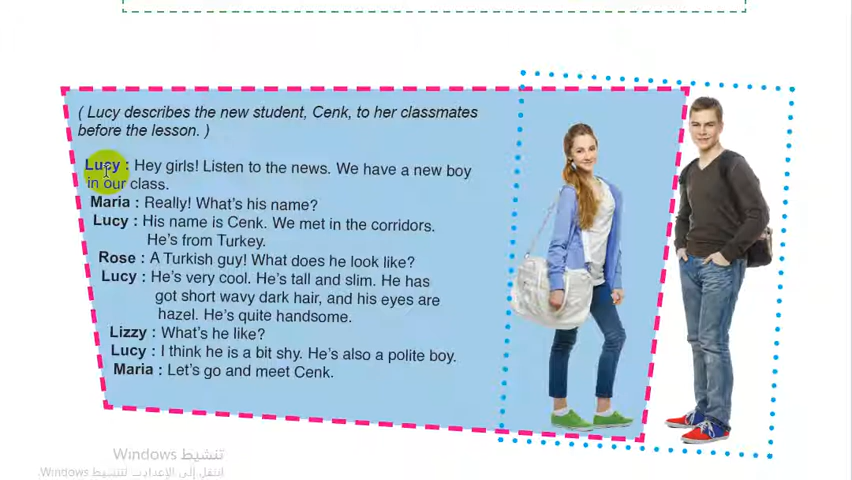 ( Lucy describes the new student, Cenk, to her classmates
before the lesson. )
Lucy : Hey girls! Listen to the news. We have a new boy
in our class.
Maria : Really! What's his name?
Lucy : His name is Cenk. We met in the corridors.
He's from Turkey.
Rose : A Turkish guy! What does he look like?
Lucy : He's very cool. He's tall and slim. He has
got short wavy dark hair, and his eyes are
hazel. He's quite handsome.
Lizzy : What's he like?
Lucy : I think he is a bit shy. He's also a polite boy.
Maria : Let's go and meet Cenk.
تنشيط Windows
انتقل إلى الإعدادات لتنشيط Windows.